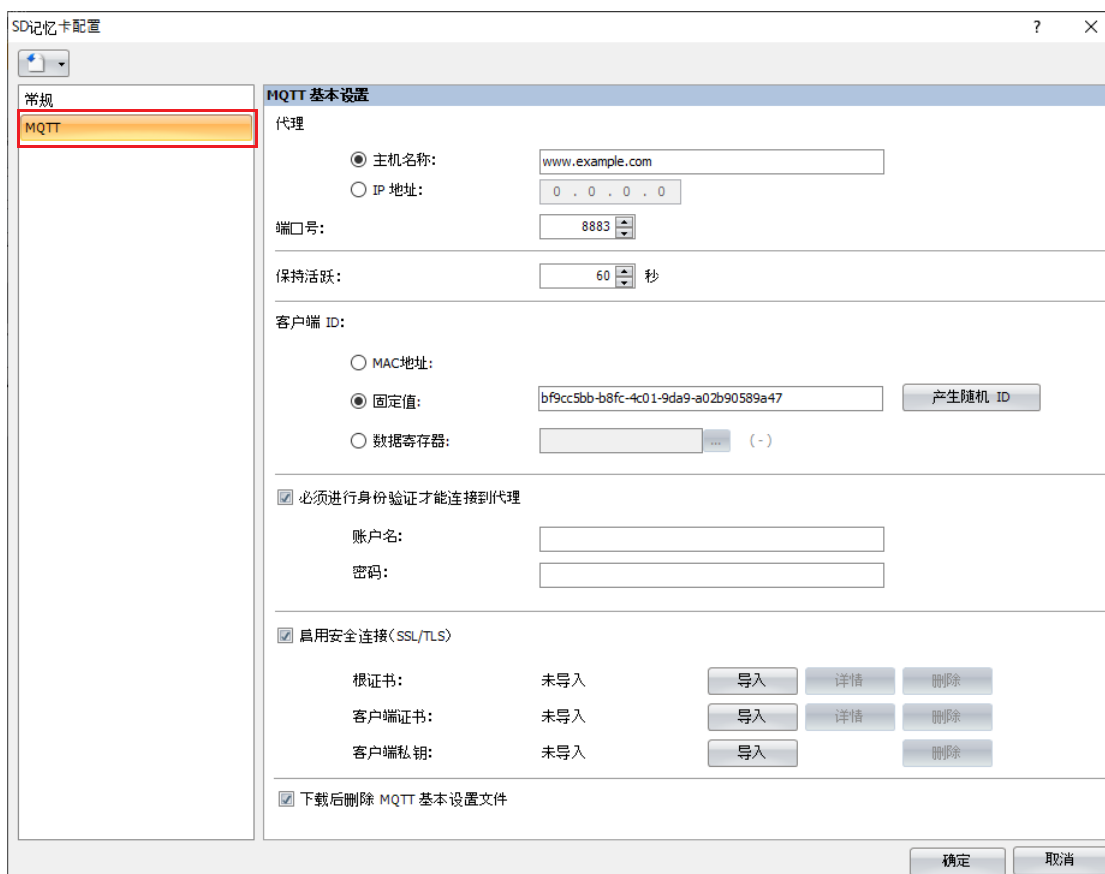 SD记忆卡配置 ?
常规
MQTT
MQTT 基本设置
代理
主机名称: www.example.com
IP 地址: 0 . 0 . 0 . 0
端口号: 8883
保持活跃: 60 秒
客户端 ID:
MAC地址:
固定值: bf9cc5bb-b8fc-4c01-9da9-a02b90589a47 产生随机 ID
数据寄存器: ... (-)
必须进行身份验证才能连接到代理
账户名:
密码:
启用安全连接(SSL/TLS)
根证书: 未导入 导入 详情 删除
客户端证书: 未导入 导入 详情 删除
客户端私钥: 未导入 导入 删除
下载后删除 MQTT 基本设置文件
确定 取消